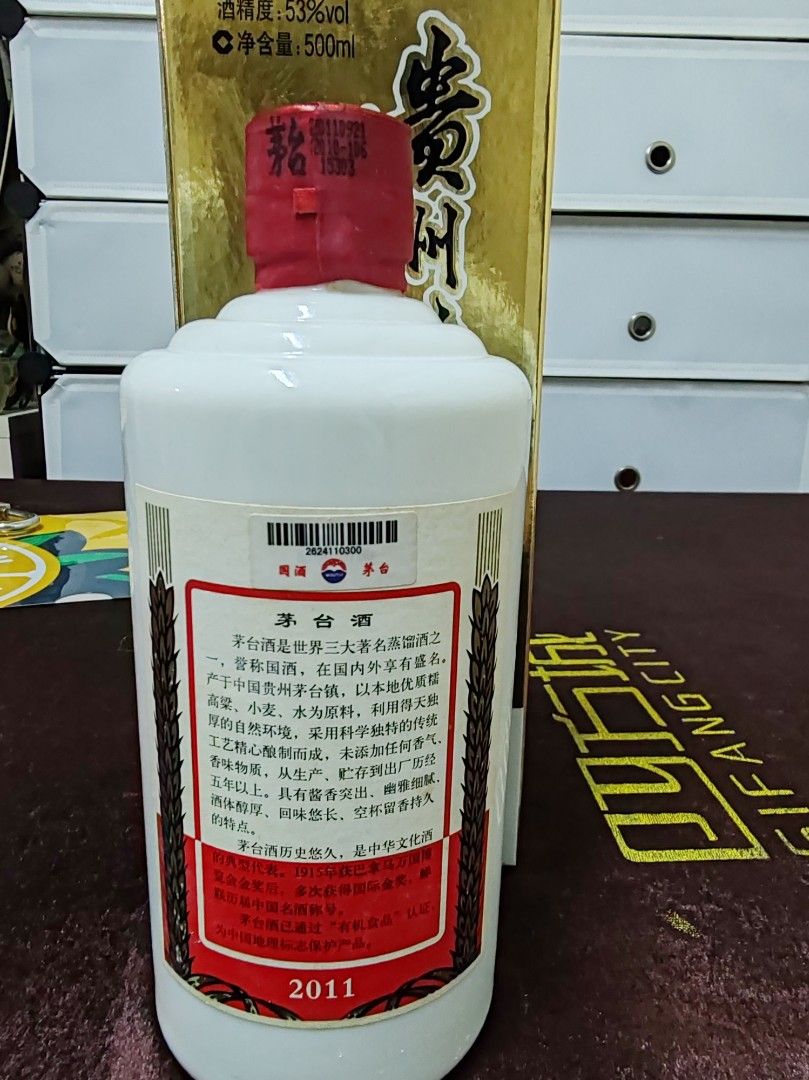 酒精度:53%vol
净含量:500ml
贵
州
茅台
20110921
2010-106
15303
2624110300
国酒 茅台
茅台酒
茅台酒是世界三大著名蒸馏酒之
一，誉称国酒，在国内外享有盛名。
产于中国贵州茅台镇，以本地优质糯
高粱、小麦、水为原料，利用得天独
厚的自然环境，采用科学独特的传统
工艺精心酿制而成，未添加任何香气、
香味物质，从生产、贮存到出厂历经
五年以上。具有酱香突出、幽雅细腻、
酒体醇厚、回味悠长、空杯留香持久
的特点。
茅台酒历史悠久，是中华文化酒
的典型代表。1915年获巴拿马万国博
览会金奖后，多次获得国际金奖，蝉
联历届中国名酒称号。
茅台酒已通过“有机食品”认证，
为中国地理标志保护产品。
2011
四方城
SIFANG CITY